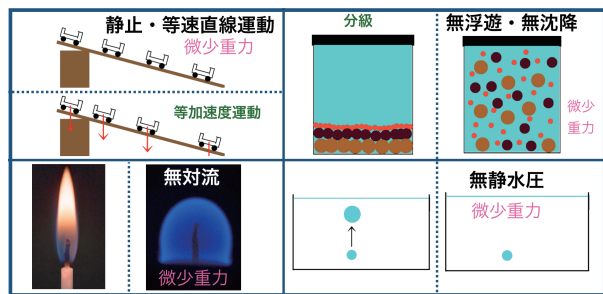 静止・等速直線運動
微少重力
等加速度運動
分級
無浮遊・無沈降
微少
重力
無対流
微少重力
無静水圧
微少重力